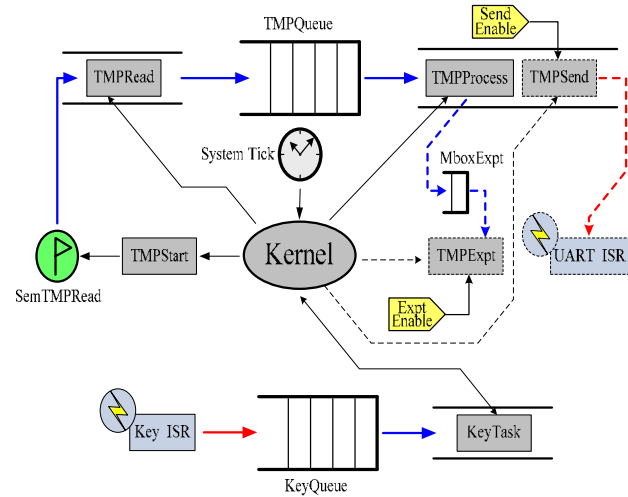 Send
Enable
TMPQueue
TMPRead
TMPProcess
TMPSend
System Tick
MboxExpt
Kernel
TMPStart
TMPExpt
UART ISR
SemTMPRead
Expt
Enable
Key ISR
KeyTask
KeyQueue